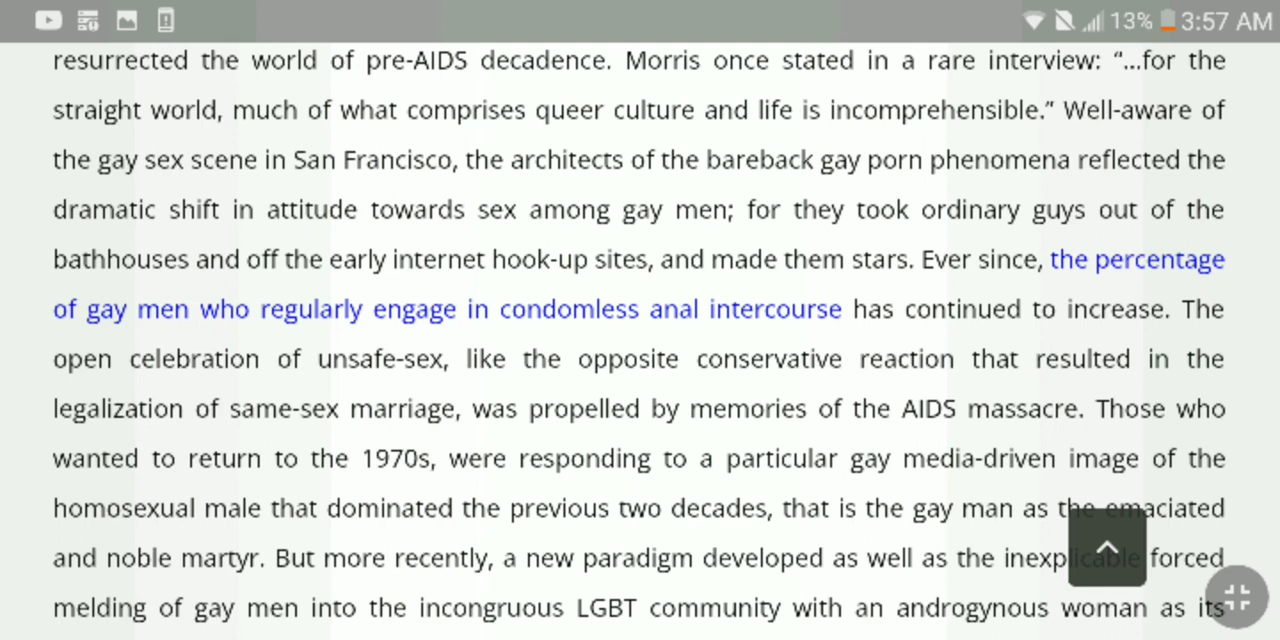 13% 3:57 AM
resurrected the world of pre-AIDS decadence. Morris once stated in a rare interview: “...for the
straight world, much of what comprises queer culture and life is incomprehensible.” Well-aware of
the gay sex scene in San Francisco, the architects of the bareback gay porn phenomena reflected the
dramatic shift in attitude towards sex among gay men; for they took ordinary guys out of the
bathhouses and off the early internet hook-up sites, and made them stars. Ever since, the percentage
of gay men who regularly engage in condomless anal intercourse has continued to increase. The
open celebration of unsafe-sex, like the opposite conservative reaction that resulted in the
legalization of same-sex marriage, was propelled by memories of the AIDS massacre. Those who
wanted to return to the 1970s, were responding to a particular gay media-driven image of the
homosexual male that dominated the previous two decades, that is the gay man as the emaciated
and noble martyr. But more recently, a new paradigm developed as well as the inexplicable forced
melding of gay men into the incongruous LGBT community with an androgynous woman as its